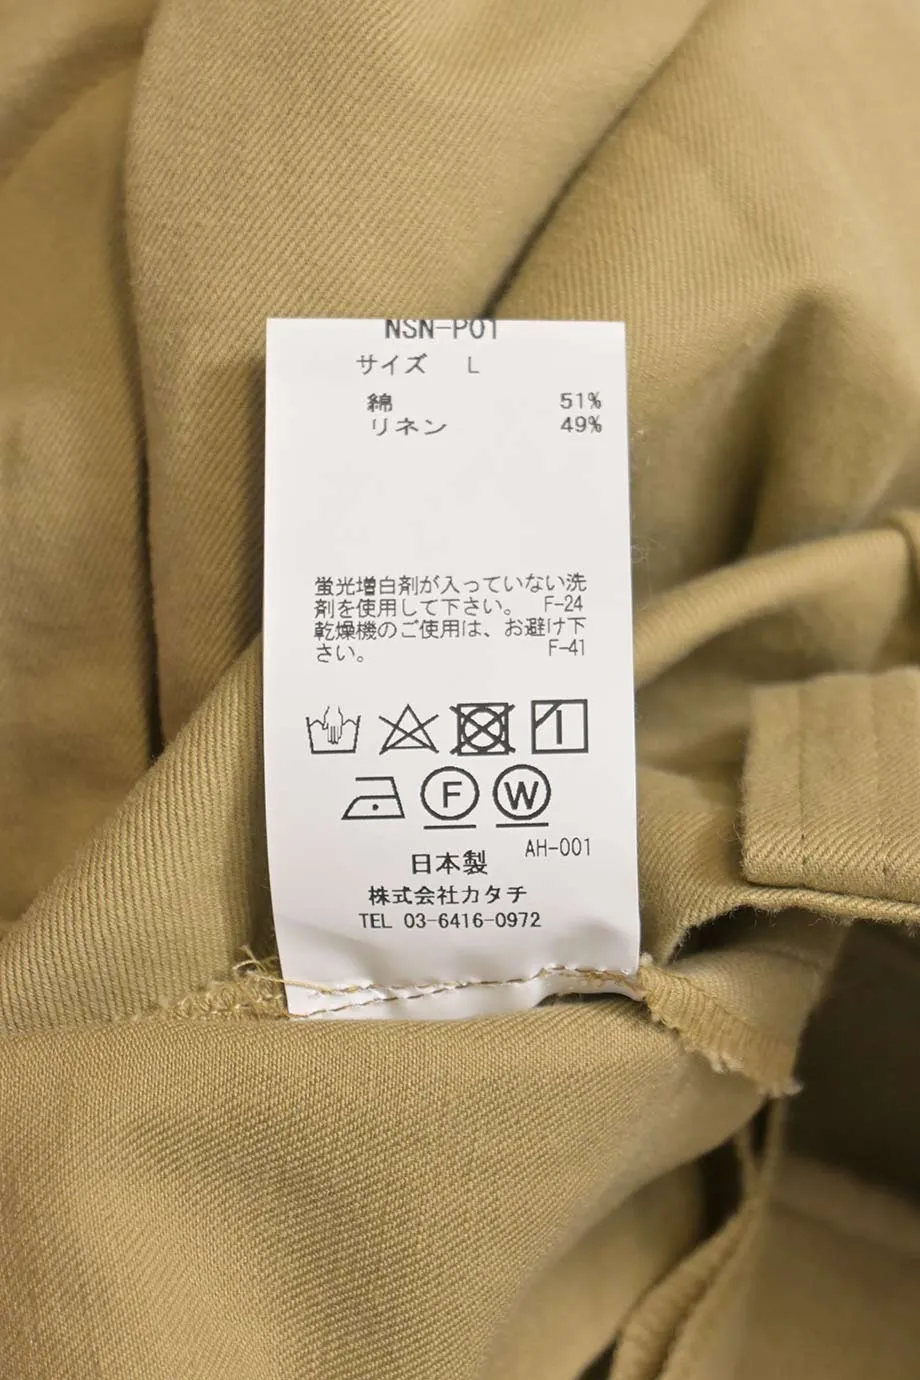 NSN-P01
サイズ L
綿 51%
リネン 49%
蛍光増白剤が入っていない洗
剤を使用して下さい。 F-24
乾燥機のご使用は、お避け下
さい。 F-41
F W
AH-001
日本製
株式会社カタチ
TEL 03-6416-0972